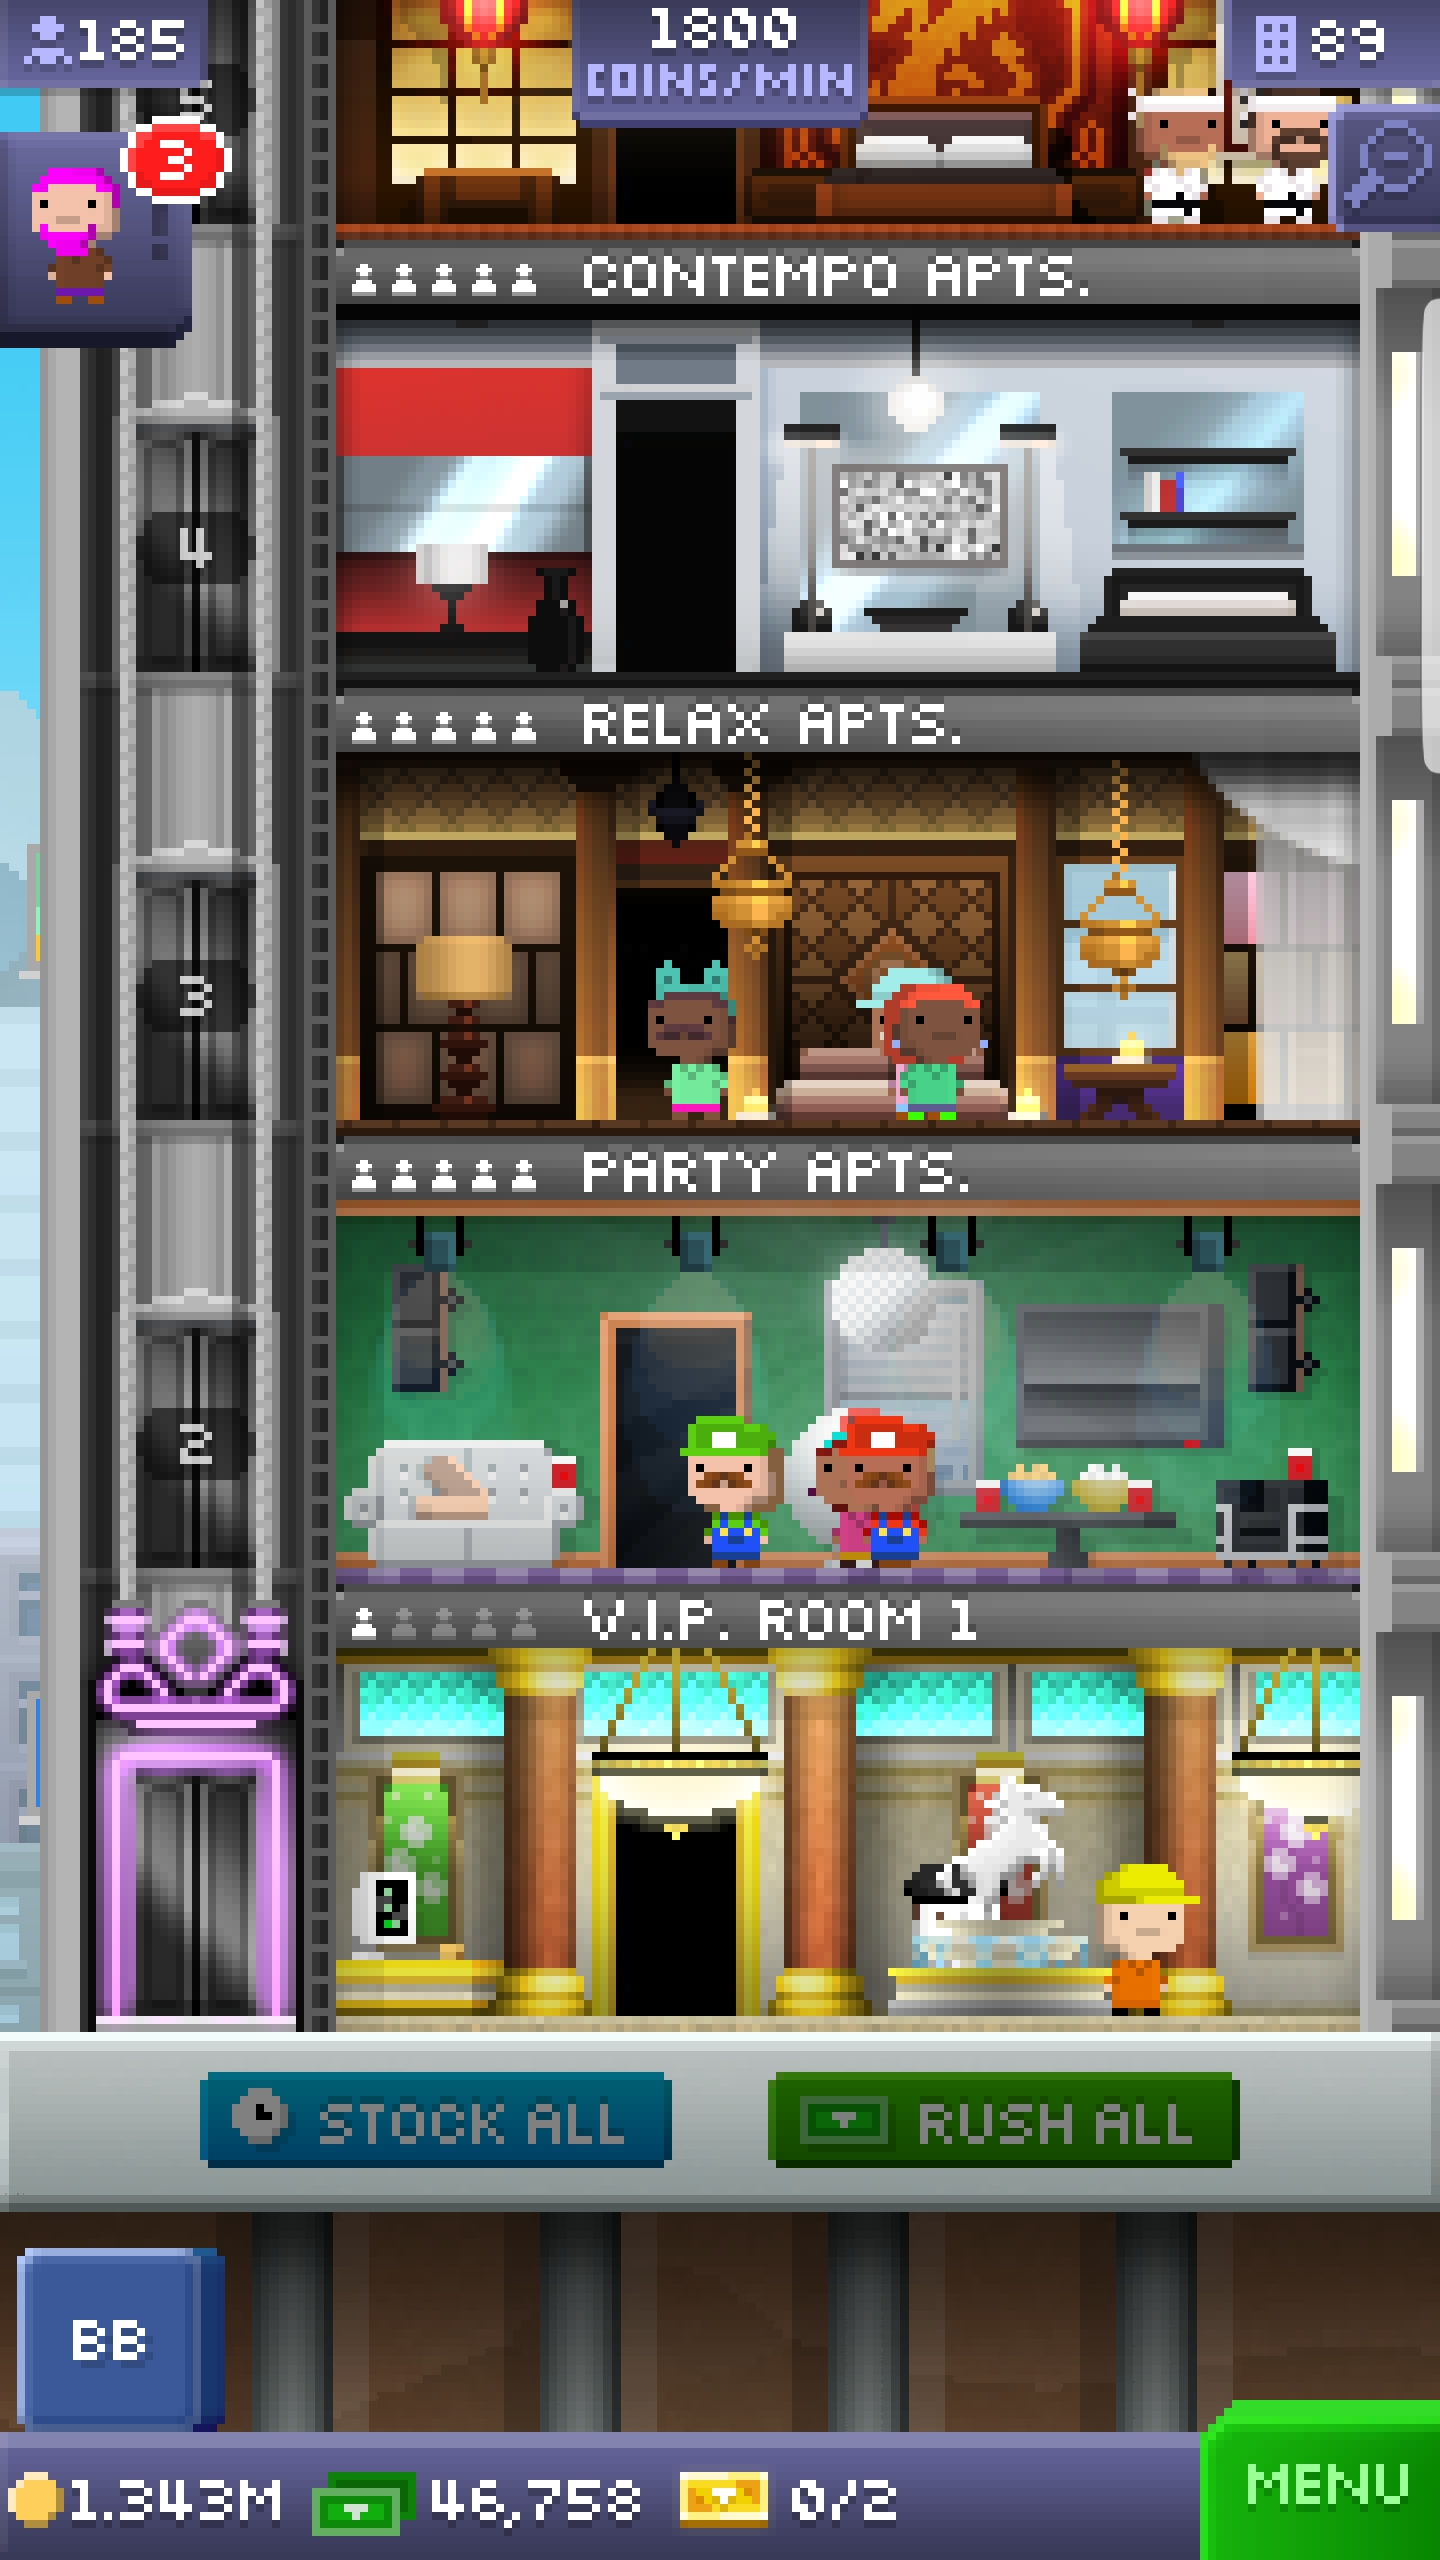 185
1800
COINS/MIN
89
5
3
CONTEMPO APTS.
4
RELAX APTS.
3
PARTY APTS.
2
V.I.P. ROOM 1
STOCK ALL
RUSH ALL
BB
1.343M
46,758
0/2
MENU